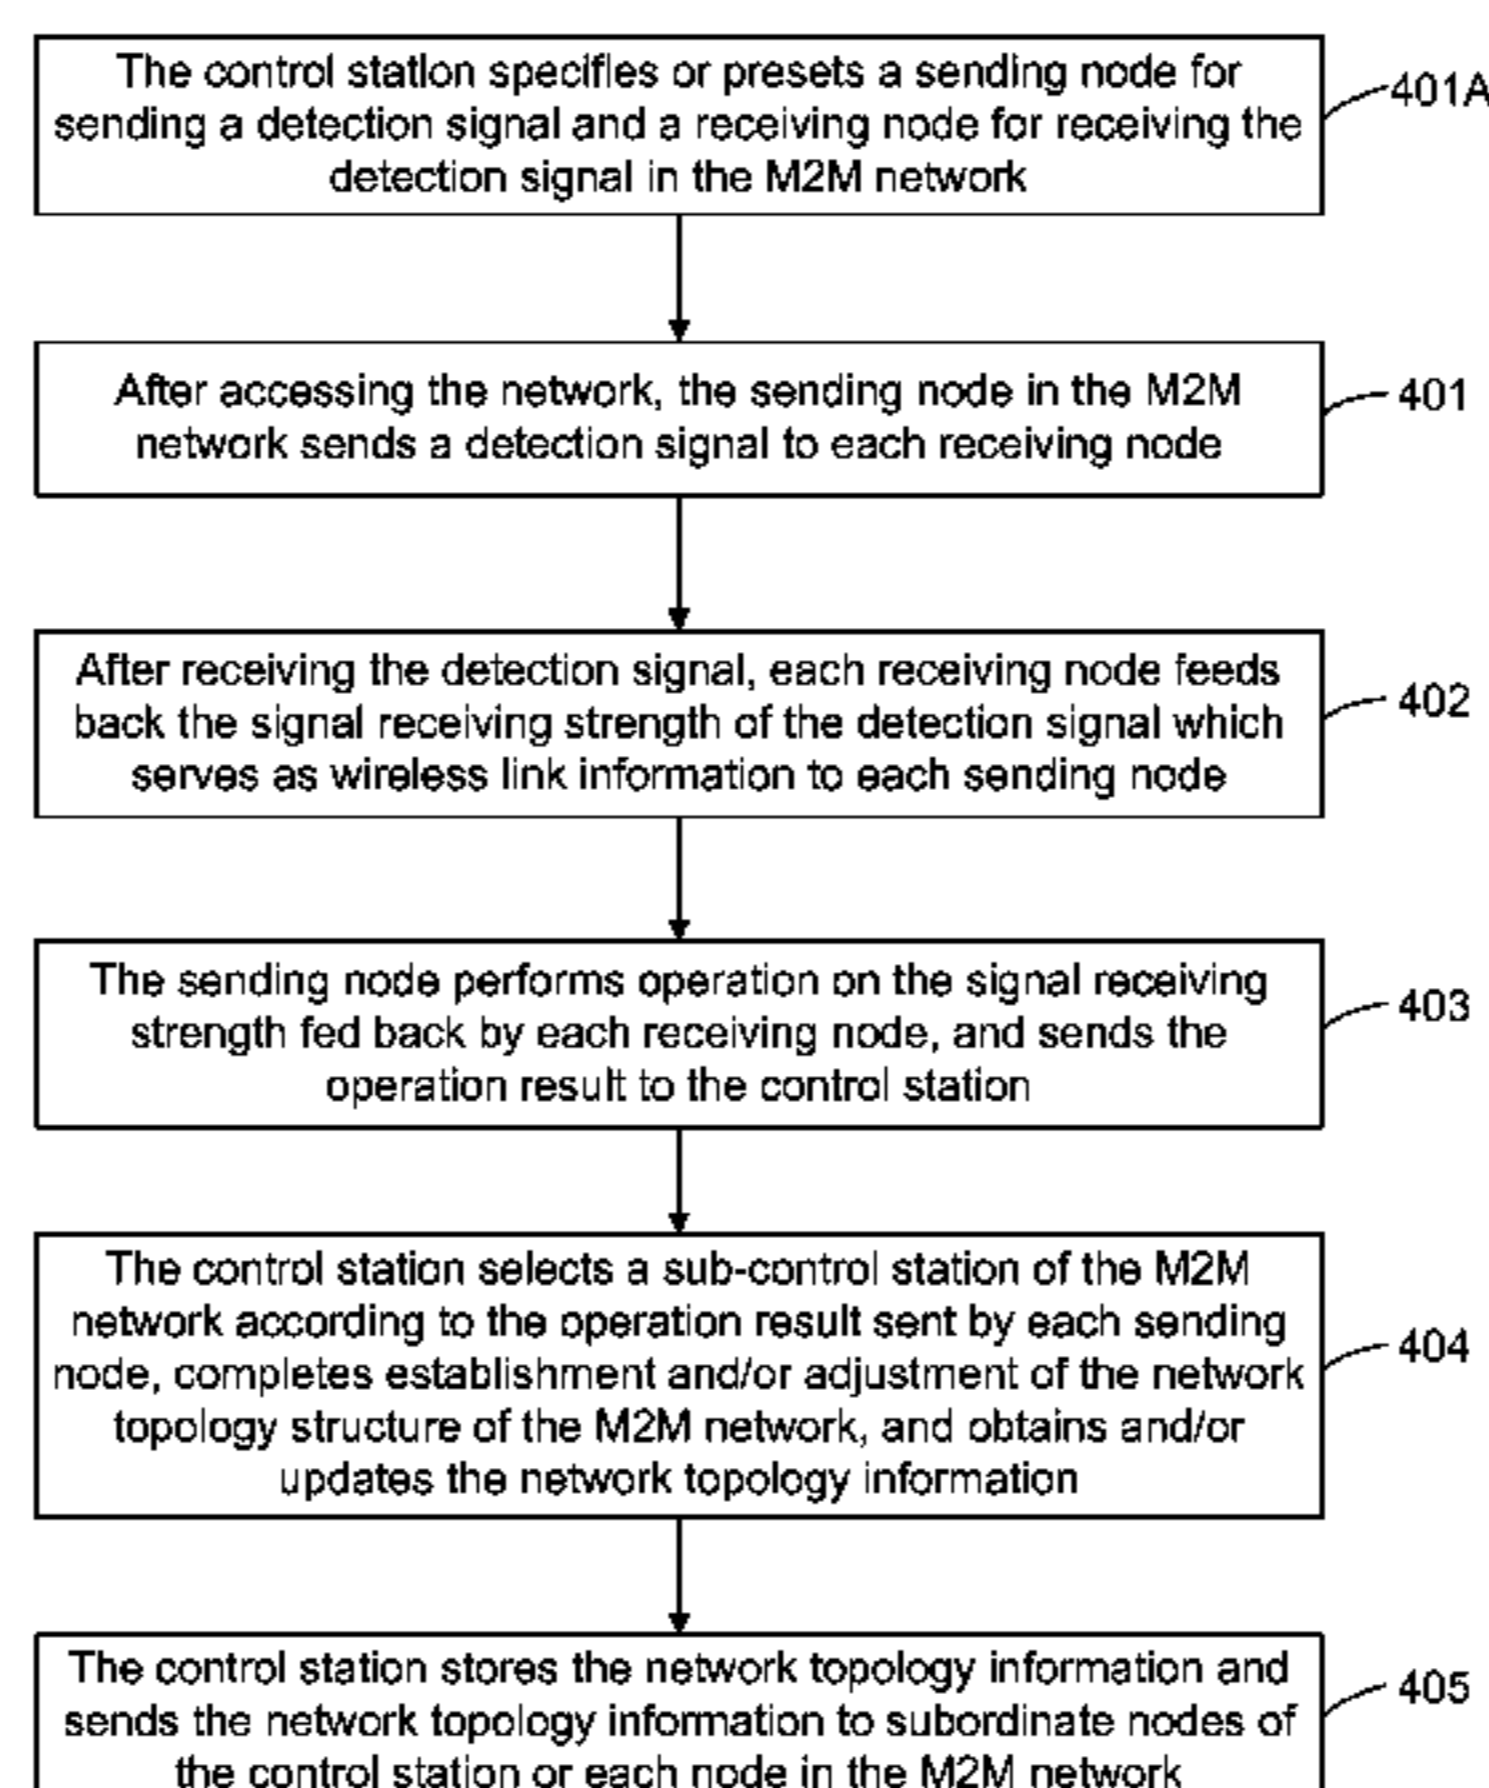 The control station specifies or presets a sending node for
sending a detection signal and a receiving node for receiving the
detection signal in the M2M network
401A
After accessing the network, the sending node in the M2M
network sends a detection signal to each receiving node
401
After receiving the detection signal, each receiving node feeds
back the signal receiving strength of the detection signal which
serves as wireless link information to each sending node
402
The sending node performs operation on the signal receiving
strength fed back by each receiving node, and sends the
operation result to the control station
403
The control station selects a sub-control station of the M2M
network according to the operation result sent by each sending
node, completes establishment and/or adjustment of the network
topology structure of the M2M network, and obtains and/or
updates the network topology information
404
The control station stores the network topology information and
sends the network topology information to subordinate nodes of
the control station or each node in the M2M network
405